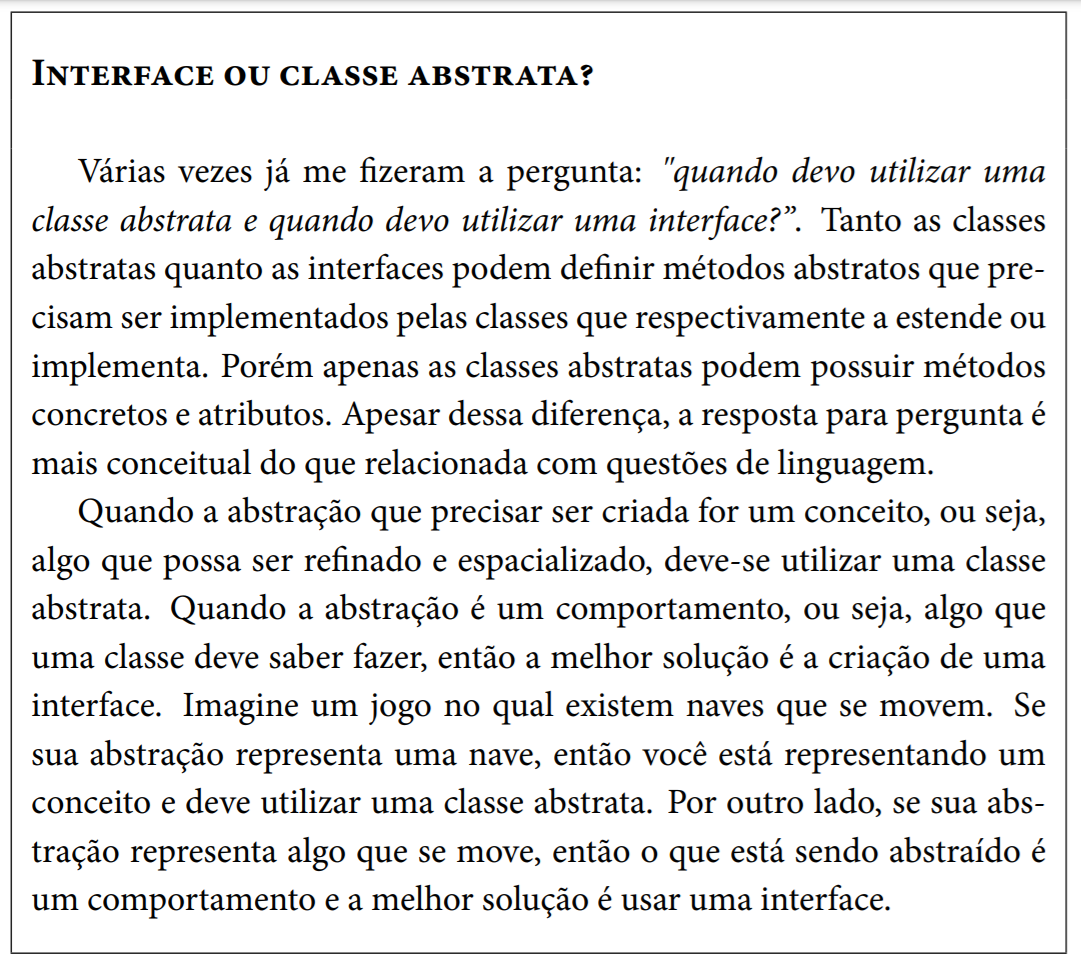 INTERFACE OU CLASSE ABSTRATA?
Várias vezes já me fizeram a pergunta: "quando devo utilizar uma
classe abstrata e quando devo utilizar uma interface?”. Tanto as classes
abstratas quanto as interfaces podem definir métodos abstratos que pre-
cisam ser implementados pelas classes que respectivamente a estende ou
implementa. Porém apenas as classes abstratas podem possuir métodos
concretos e atributos. Apesar dessa diferença, a resposta para pergunta é
mais conceitual do que relacionada com questões de linguagem.
Quando a abstração que precisar ser criada for um conceito, ou seja,
algo que possa ser refinado e espacializado, deve-se utilizar uma classe
abstrata. Quando a abstração é um comportamento, ou seja, algo que
uma classe deve saber fazer, então a melhor solução é a criação de uma
interface. Imagine um jogo no qual existem naves que se movem. Se
sua abstração representa uma nave, então você está representando um
conceito e deve utilizar uma classe abstrata. Por outro lado, se sua abs-
tração representa algo que se move, então o que está sendo abstraído é
um comportamento e a melhor solução é usar uma interface.